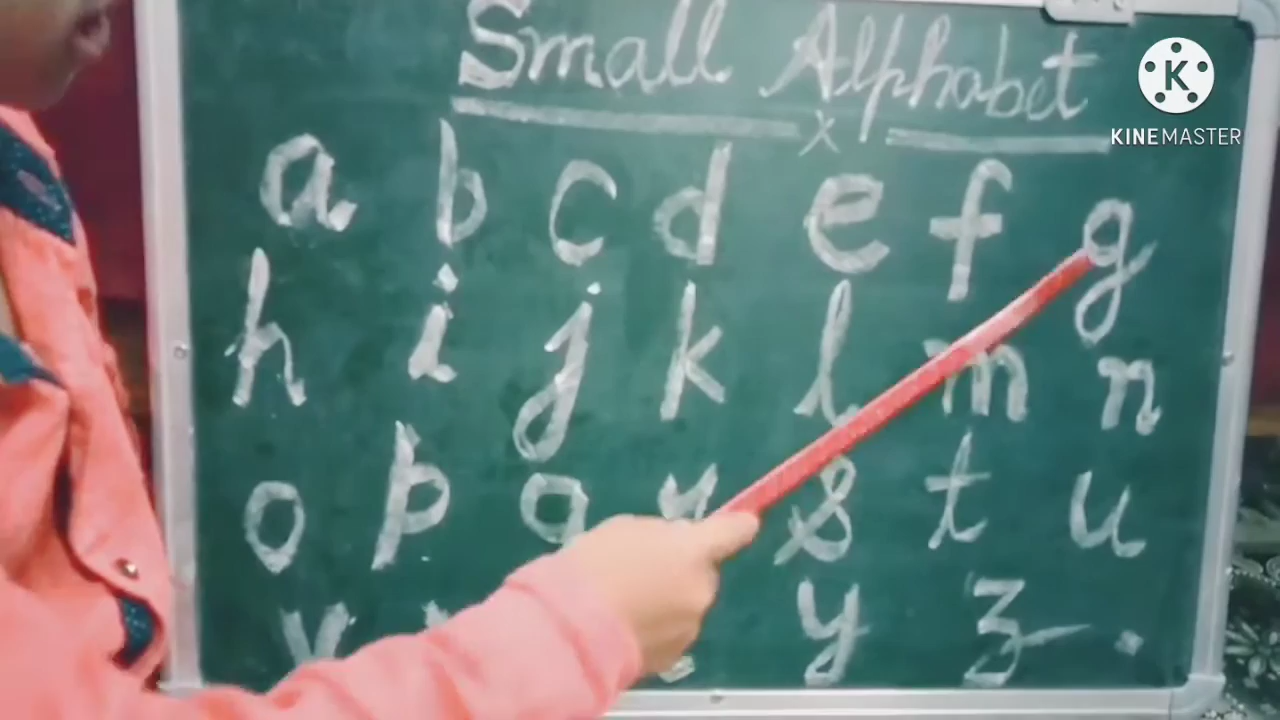 Small Alphabet
K
KINEMASTER
a b c d e f g
h i j k l m n
o p q r s t u
v y z .